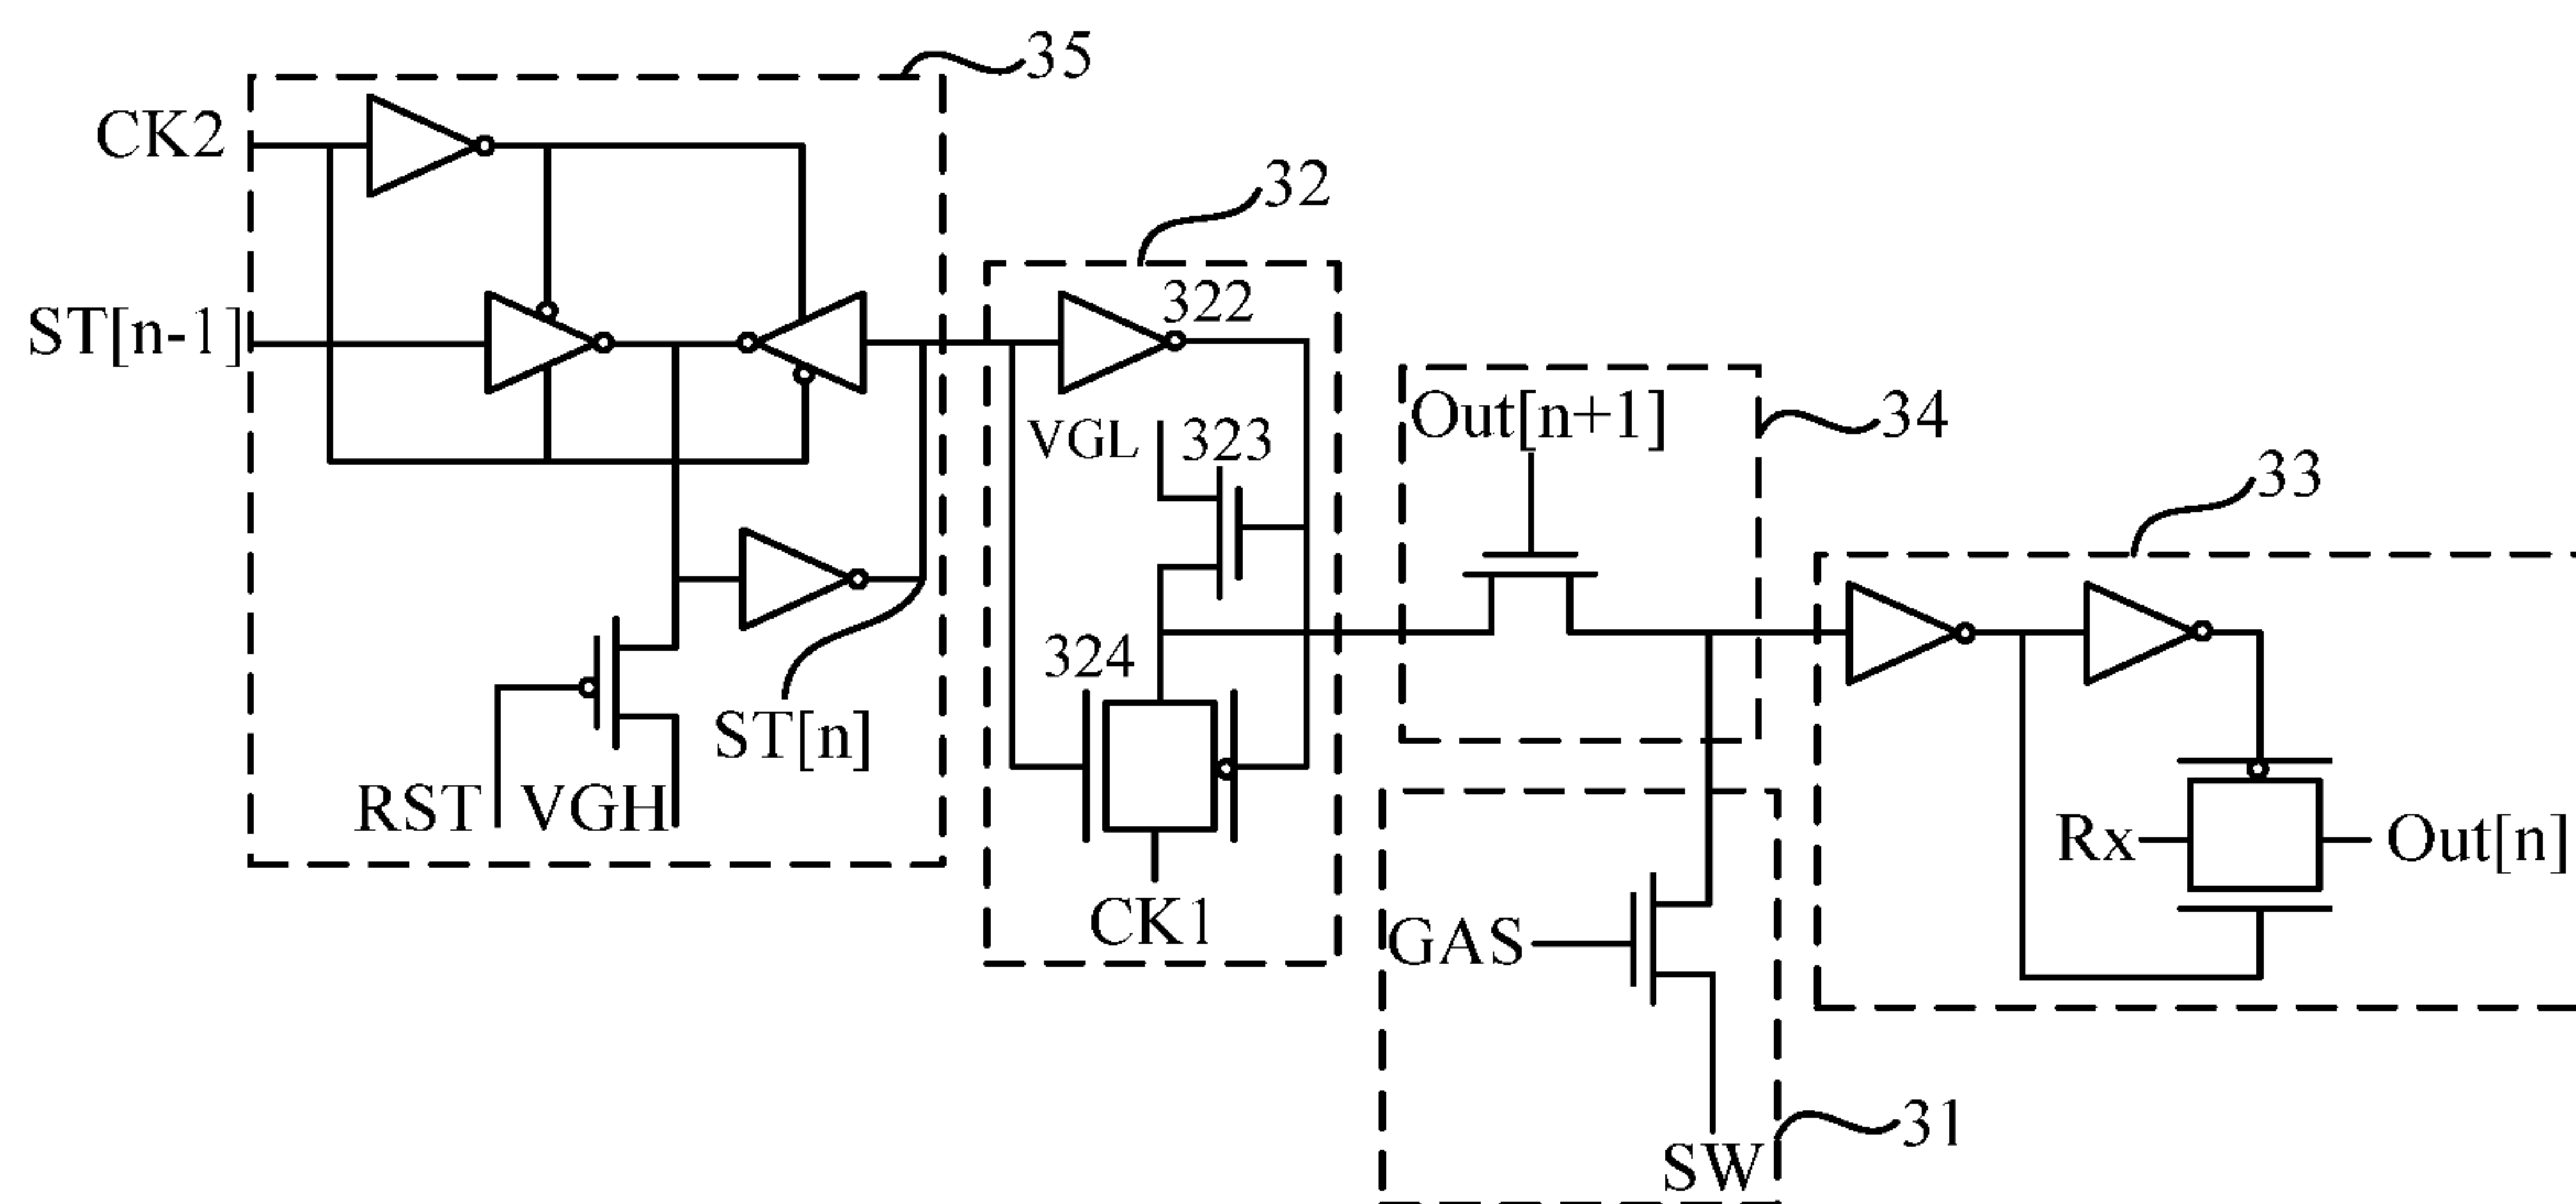 35
CK2
32
ST[n-1]
322
Out[n+1]
34
VGL
323
33
324
ST[n]
RST
VGH
Rx
Out[n]
CK1
GAS
31
SW